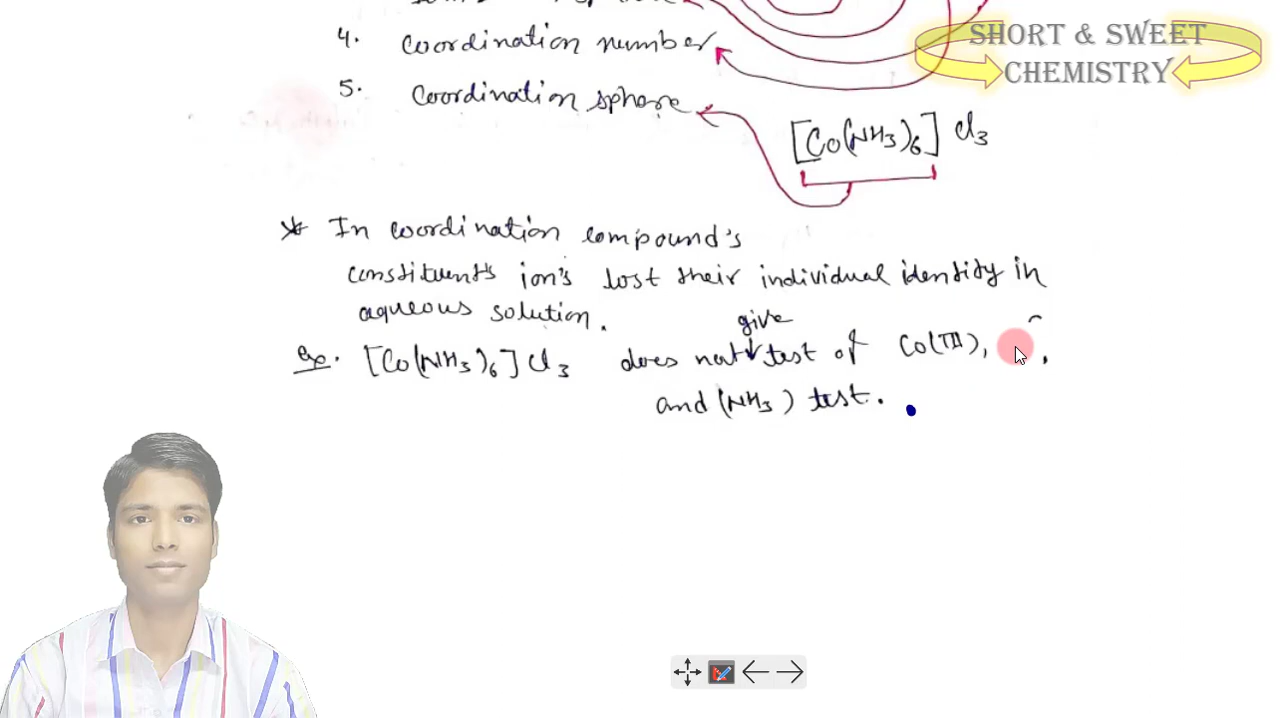 SHORT & SWEET
CHEMISTRY
4. Coordination number
5. Coordination sphere
[Co(NH3)6] Cl3
* In coordination compound's
constituent's ion's lost their individual identity in
aqueous solution.
give
ex. [Co(NH3)6] Cl3 does not test of Co(III),
and (NH3) test.